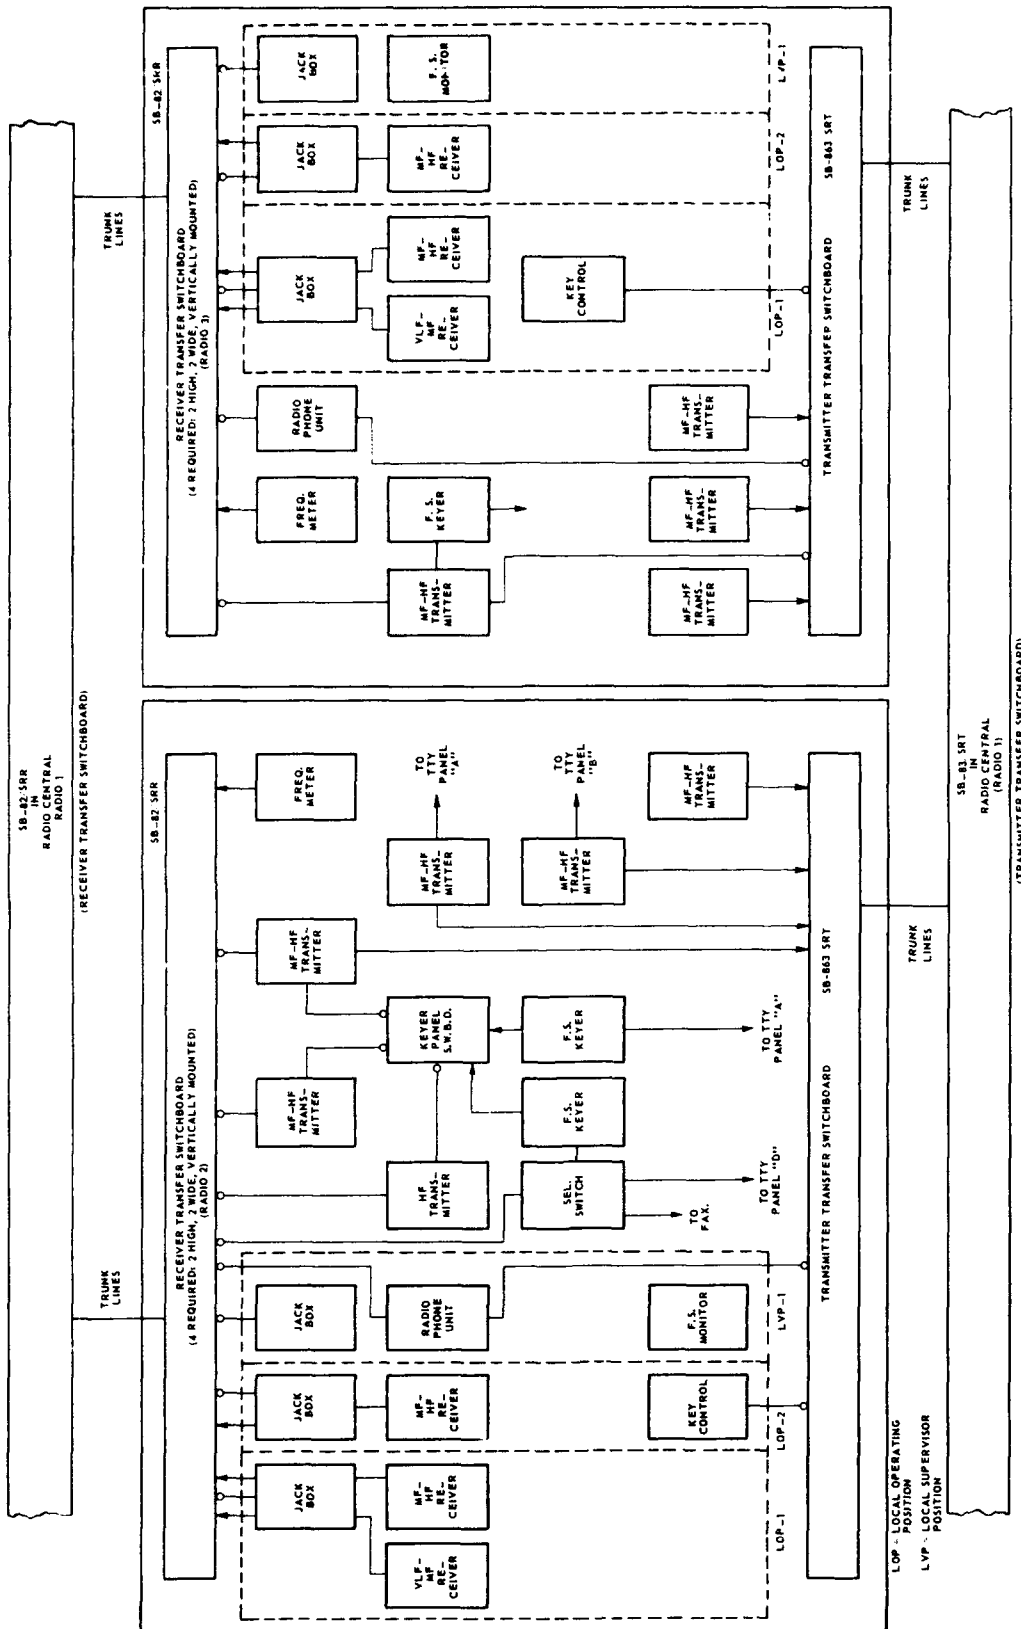 SB-82/SRR
IN
RADIO CENTRAL
RADIO 1
(RECEIVER TRANSFER SWITCHBOARD)
TRUNK
LINES
TRUNK
LINES
SB-82 SRR
RECEIVER TRANSFER SWITCHBOARD
(4 REQUIRED: 2 HIGH, 2 WIDE, VERTICALLY MOUNTED)
(RADIO 2)
JACK
BOX
JACK
BOX
JACK
BOX
MF-HF
TRANS-
MITTER
MF-HF
TRANS-
MITTER
FREQ.
METER
VLF-
MF
RE-
CEIVER
MF-
HF
RE-
CEIVER
MF-
HF
RE-
CEIVER
RADIO
PHONE
UNIT
HF
TRANS-
MITTER
KEYER
PANEL
S.W.B.D.
MF-HF
TRANS-
MITTER
TO
TTY
PANEL
"A"
SEL.
SWITCH
F.S.
KEYER
F.S.
KEYER
MF-HF
TRANS-
MITTER
TO
TTY
PANEL
"B"
KEY
CONTROL
F.S.
MONITOR
TO
FAX.
TO TTY
PANEL "D"
TO TTY
PANEL "A"
MF-HF
TRANS-
MITTER
LOP-1
LOP-2
LVP-1
TRANSMITTER TRANSFER SWITCHBOARD
SB-863 SRT
SB-82 SRR
RECEIVER TRANSFER SWITCHBOARD
(4 REQUIRED: 2 HIGH, 2 WIDE, VERTICALLY MOUNTED)
(RADIO 3)
FREQ.
METER
RADIO
PHONE
UNIT
JACK
BOX
JACK
BOX
JACK
BOX
MF-HF
TRANS-
MITTER
F.S.
KEYER
VLF-
MF
RE-
CEIVER
MF-
HF
RE-
CEIVER
MF-
HF
RE-
CEIVER
F.S.
MONITOR
KEY
CONTROL
MF-HF
TRANS-
MITTER
MF-HF
TRANS-
MITTER
MF-HF
TRANS-
MITTER
LOP-1
LOP-2
LVP-1
TRANSMITTER TRANSFER SWITCHBOARD
SB-863 SRT
LOP - LOCAL OPERATING
POSITION
LVP - LOCAL SUPERVISOR
POSITION
TRUNK
LINES
TRUNK
LINES
SB-83 SRT
IN
RADIO CENTRAL
(RADIO 1)
(TRANSMITTER TRANSFER SWITCHBOARD)